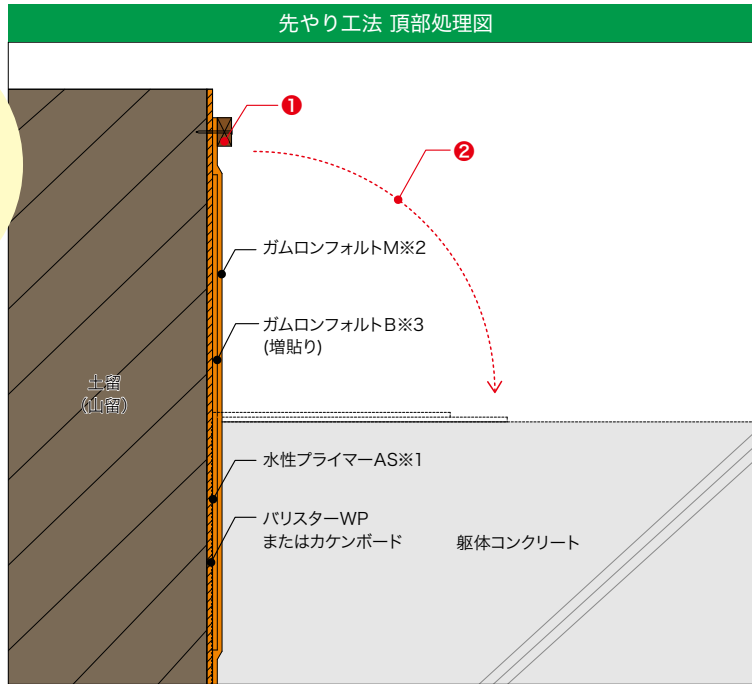 先やり工法 頂部処理図
❶
❷
ガムロンフォルトM※2
ガムロンフォルトB※3
(増貼り)
土留
(山留)
水性プライマーAS※1
バリスターWP
またはカケンボード
躯体コンクリート